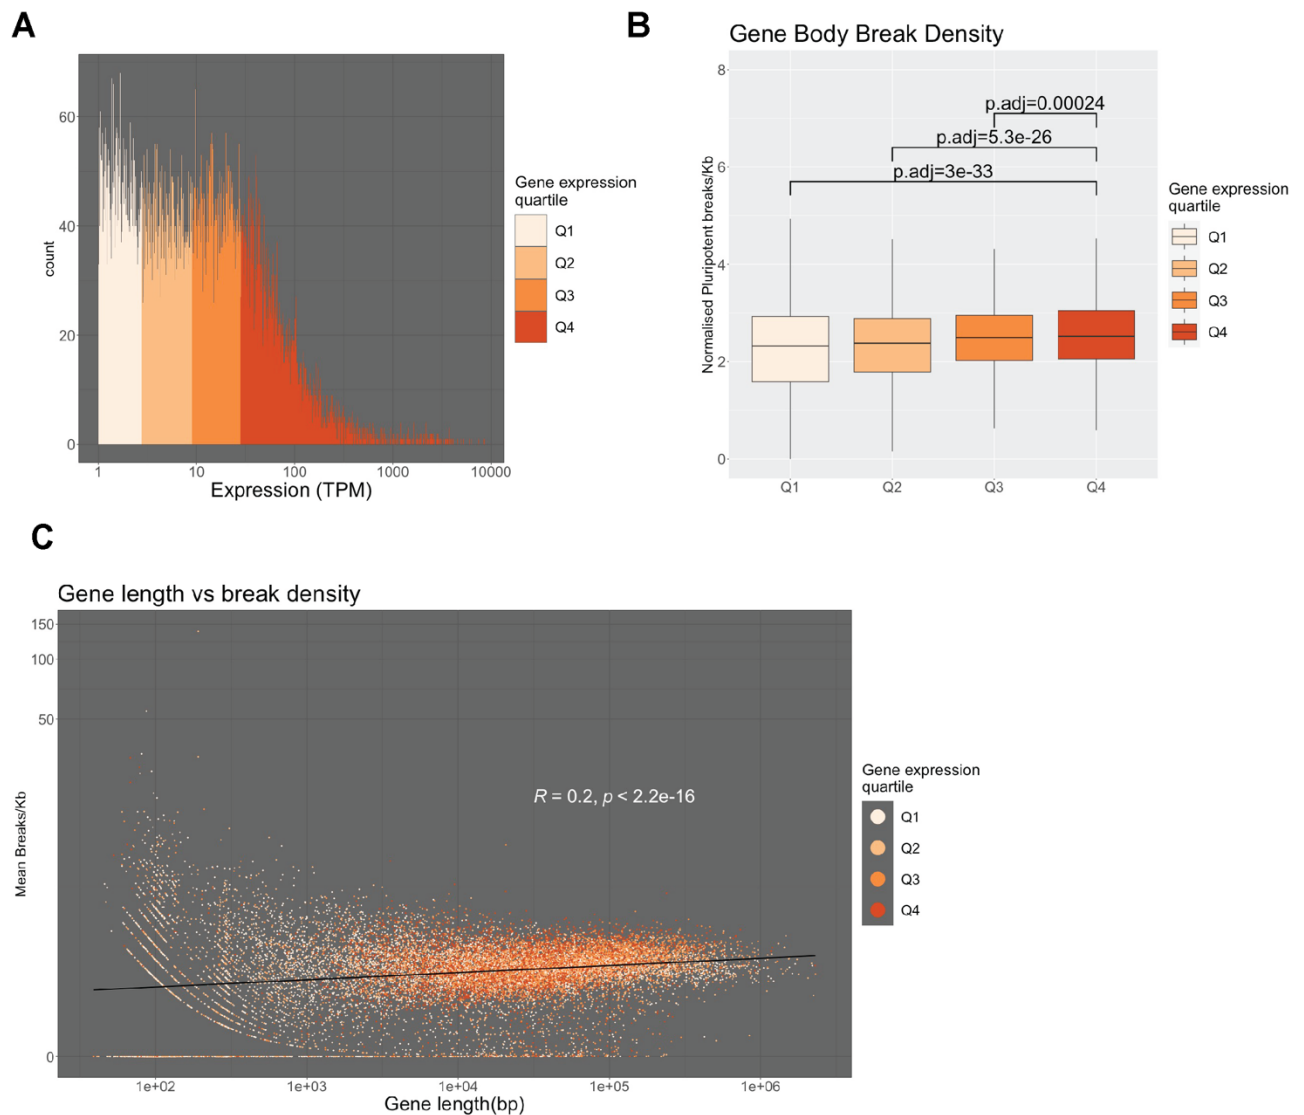 A
60
40
20
0
count
1 10 100 1000 10000
Expression (TPM)
Gene expression
quartile
Q1
Q2
Q3
Q4
B
Gene Body Break Density
8
6
4
2
0
Normalised Pluripotent breaks/Kb
p.adj=0.00024
p.adj=5.3e-26
p.adj=3e-33
Q1 Q2 Q3 Q4
Gene expression
quartile
Q1
Q2
Q3
Q4
C
Gene length vs break density
150
100
50
0
Mean Breaks/Kb
R = 0.2, p < 2.2e-16
1e+02 1e+03 1e+04 1e+05 1e+06
Gene length(bp)
Gene expression
quartile
Q1
Q2
Q3
Q4